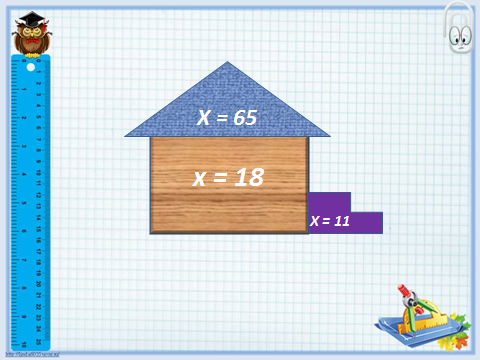 X = 65
x = 18
X = 11